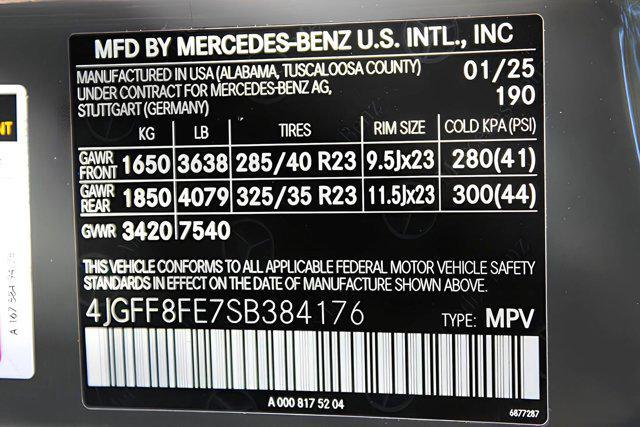 MFD BY MERCEDES-BENZ U.S. INTL., INC
MANUFACTURED IN USA (ALABAMA, TUSCALOOSA COUNTY) 01/25
UNDER CONTRACT FOR MERCEDES-BENZ AG, 190
STUTTGART (GERMANY)
KG LB TIRES RIM SIZE COLD KPA (PSI)
GAWR FRONT 1650 3638 285/40 R23 9.5Jx23 280(41)
GAWR REAR 1850 4079 325/35 R23 11.5Jx23 300(44)
GVWR 3420 7540
THIS VEHICLE CONFORMS TO ALL APPLICABLE FEDERAL MOTOR VEHICLE SAFETY
STANDARDS IN EFFECT ON THE DATE OF MANUFACTURE SHOWN ABOVE.
4JGFF8FE7SB384176 TYPE: MPV
A 000 817 52 04
6877287